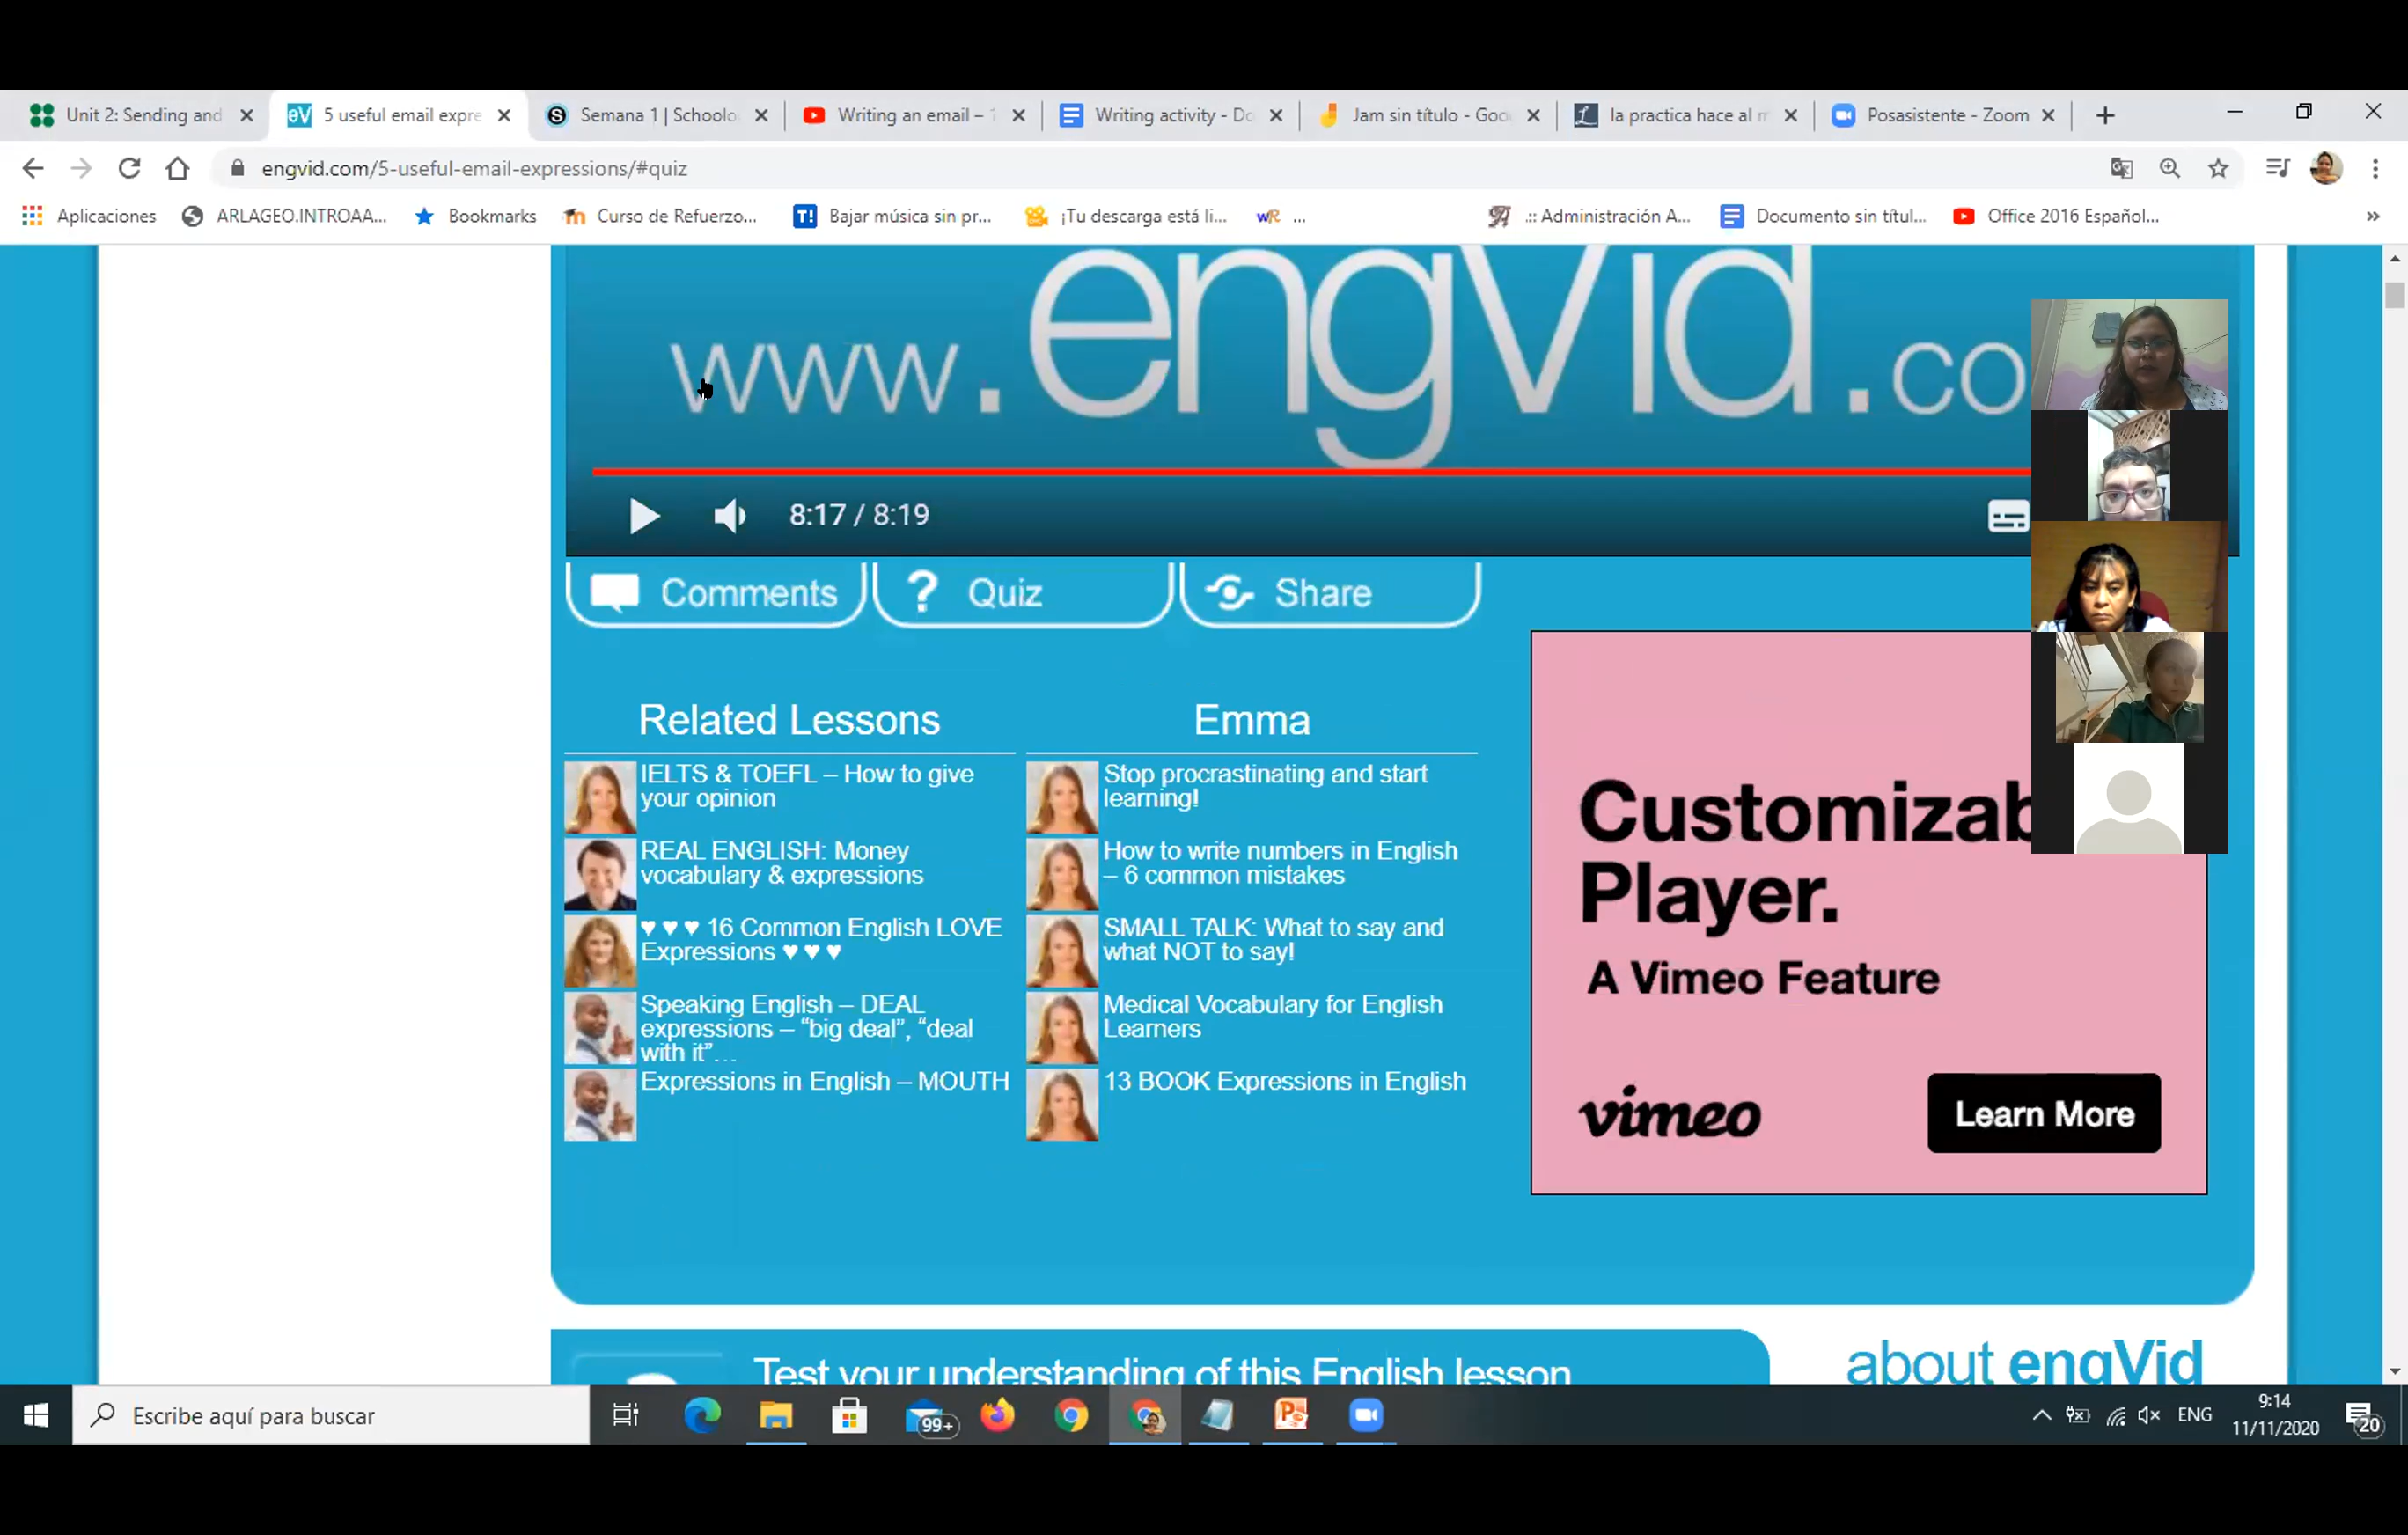 Unit 2: Sending and
5 useful email expre
Semana 1 | Schoolo
Writing an email –
Writing activity - Do
Jam sin título - Goo
la practica hace al m
Posasistente - Zoom
engvid.com/5-useful-email-expressions/#quiz
Aplicaciones
ARLAGEO.INTROAA...
Bookmarks
Curso de Refuerzo...
Bajar música sin pr...
¡Tu descarga está li...
...
.:: Administración A...
Documento sin títul...
Office 2016 Español...
www.engVid.co
8:17 / 8:19
Comments
Quiz
Share
Related Lessons
IELTS & TOEFL – How to give
your opinion
REAL ENGLISH: Money
vocabulary & expressions
♥ ♥ ♥ 16 Common English LOVE
Expressions ♥ ♥ ♥
Speaking English – DEAL
expressions – “big deal”, “deal
with it”…
Expressions in English – MOUTH
Emma
Stop procrastinating and start
learning!
How to write numbers in English
– 6 common mistakes
SMALL TALK: What to say and
what NOT to say!
Medical Vocabulary for English
Learners
13 BOOK Expressions in English
Customizab
Player.
A Vimeo Feature
vimeo
Learn More
Test your understanding of this English lesson
about engVid
Escribe aquí para buscar
99+
ENG
9:14
11/11/2020
20